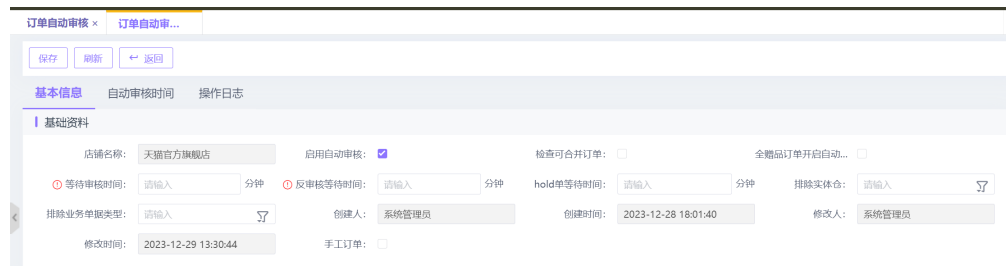 订单自动审核 × 订单自动审...
保存 刷新 返回
基本信息 自动审核时间 操作日志
基础资料
店铺名称: 天猫官方旗舰店 启用自动审核: 检查可合并订单: 全赠品订单开启自动...
等待审核时间: 请输入 分钟 反审核等待时间: 请输入 分钟 hold单等待时间: 请输入 分钟 排除实体仓: 请输入
排除业务单据类型: 请输入 创建人: 系统管理员 创建时间: 2023-12-28 18:01:40 修改人: 系统管理员
修改时间: 2023-12-29 13:30:44 手工订单: